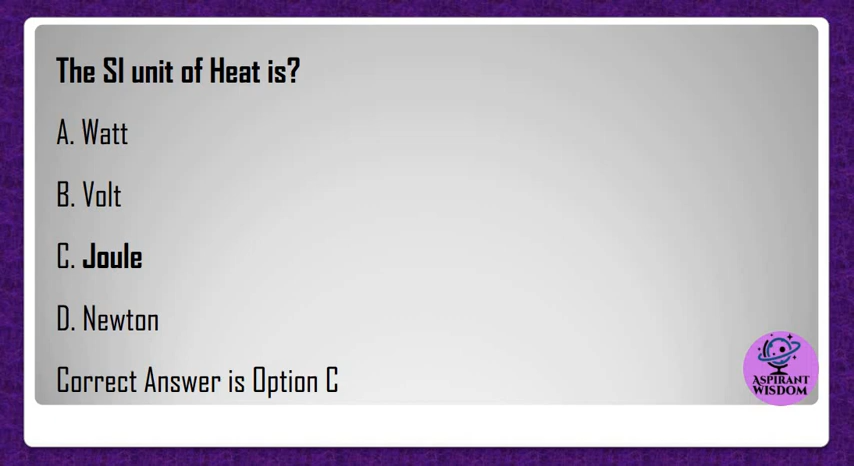 The SI unit of Heat is?
A. Watt
B. Volt
C. Joule
D. Newton
Correct Answer is Option C
ASPIRANT
WISDOM